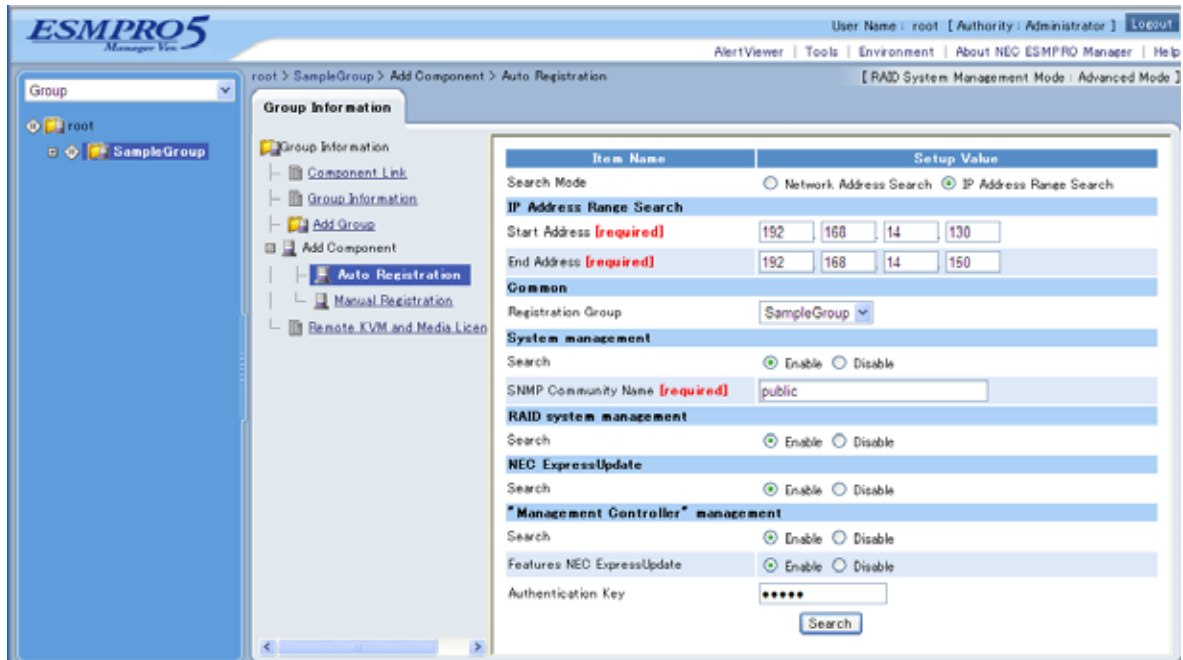 ESMPRO5
Manager Ver.
User Name : root [ Authority : Administrator ] Logout
AlertViewer | Tools | Environment | About NEC ESMPRO Manager | Help
root > SampleGroup > Add Component > Auto Registration
[ RAID System Management Mode : Advanced Mode ]
Group
root
SampleGroup
Group Information
Group Information
Component Link
Group Information
Add Group
Add Component
Auto Registration
Manual Registration
Remote KVM and Media Licen
Item Name Setup Value
Search Mode Network Address Search IP Address Range Search
IP Address Range Search
Start Address [required] 192 . 168 . 14 . 130
End Address [required] 192 . 168 . 14 . 150
Common
Registration Group SampleGroup
System management
Search Enable Disable
SNMP Community Name [required] public
RAID system management
Search Enable Disable
NEC ExpressUpdate
Search Enable Disable
"Management Controller" management
Search Enable Disable
Features NEC ExpressUpdate Enable Disable
Authentication Key •••••
Search